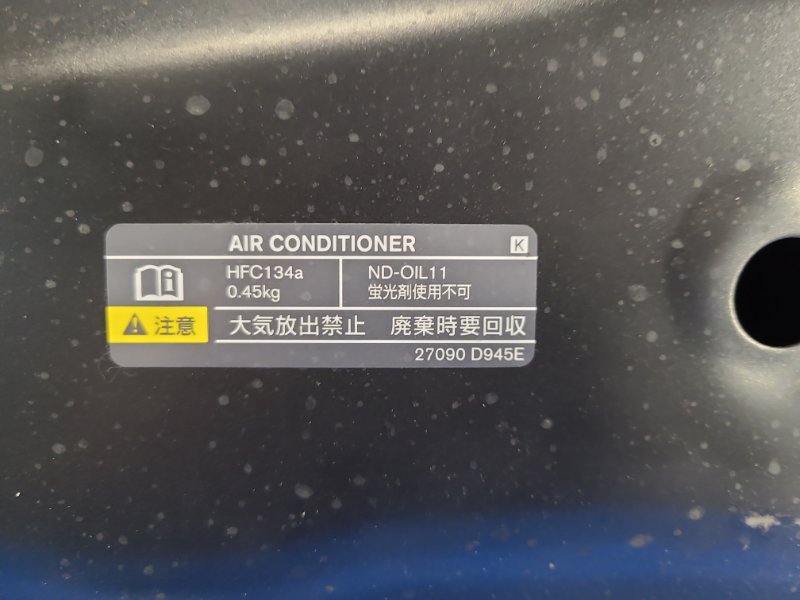 AIR CONDITIONER K
HFC134a
0.45kg
ND-OIL11
蛍光剤使用不可
注意
大気放出禁止 廃棄時要回収
27090 D945E